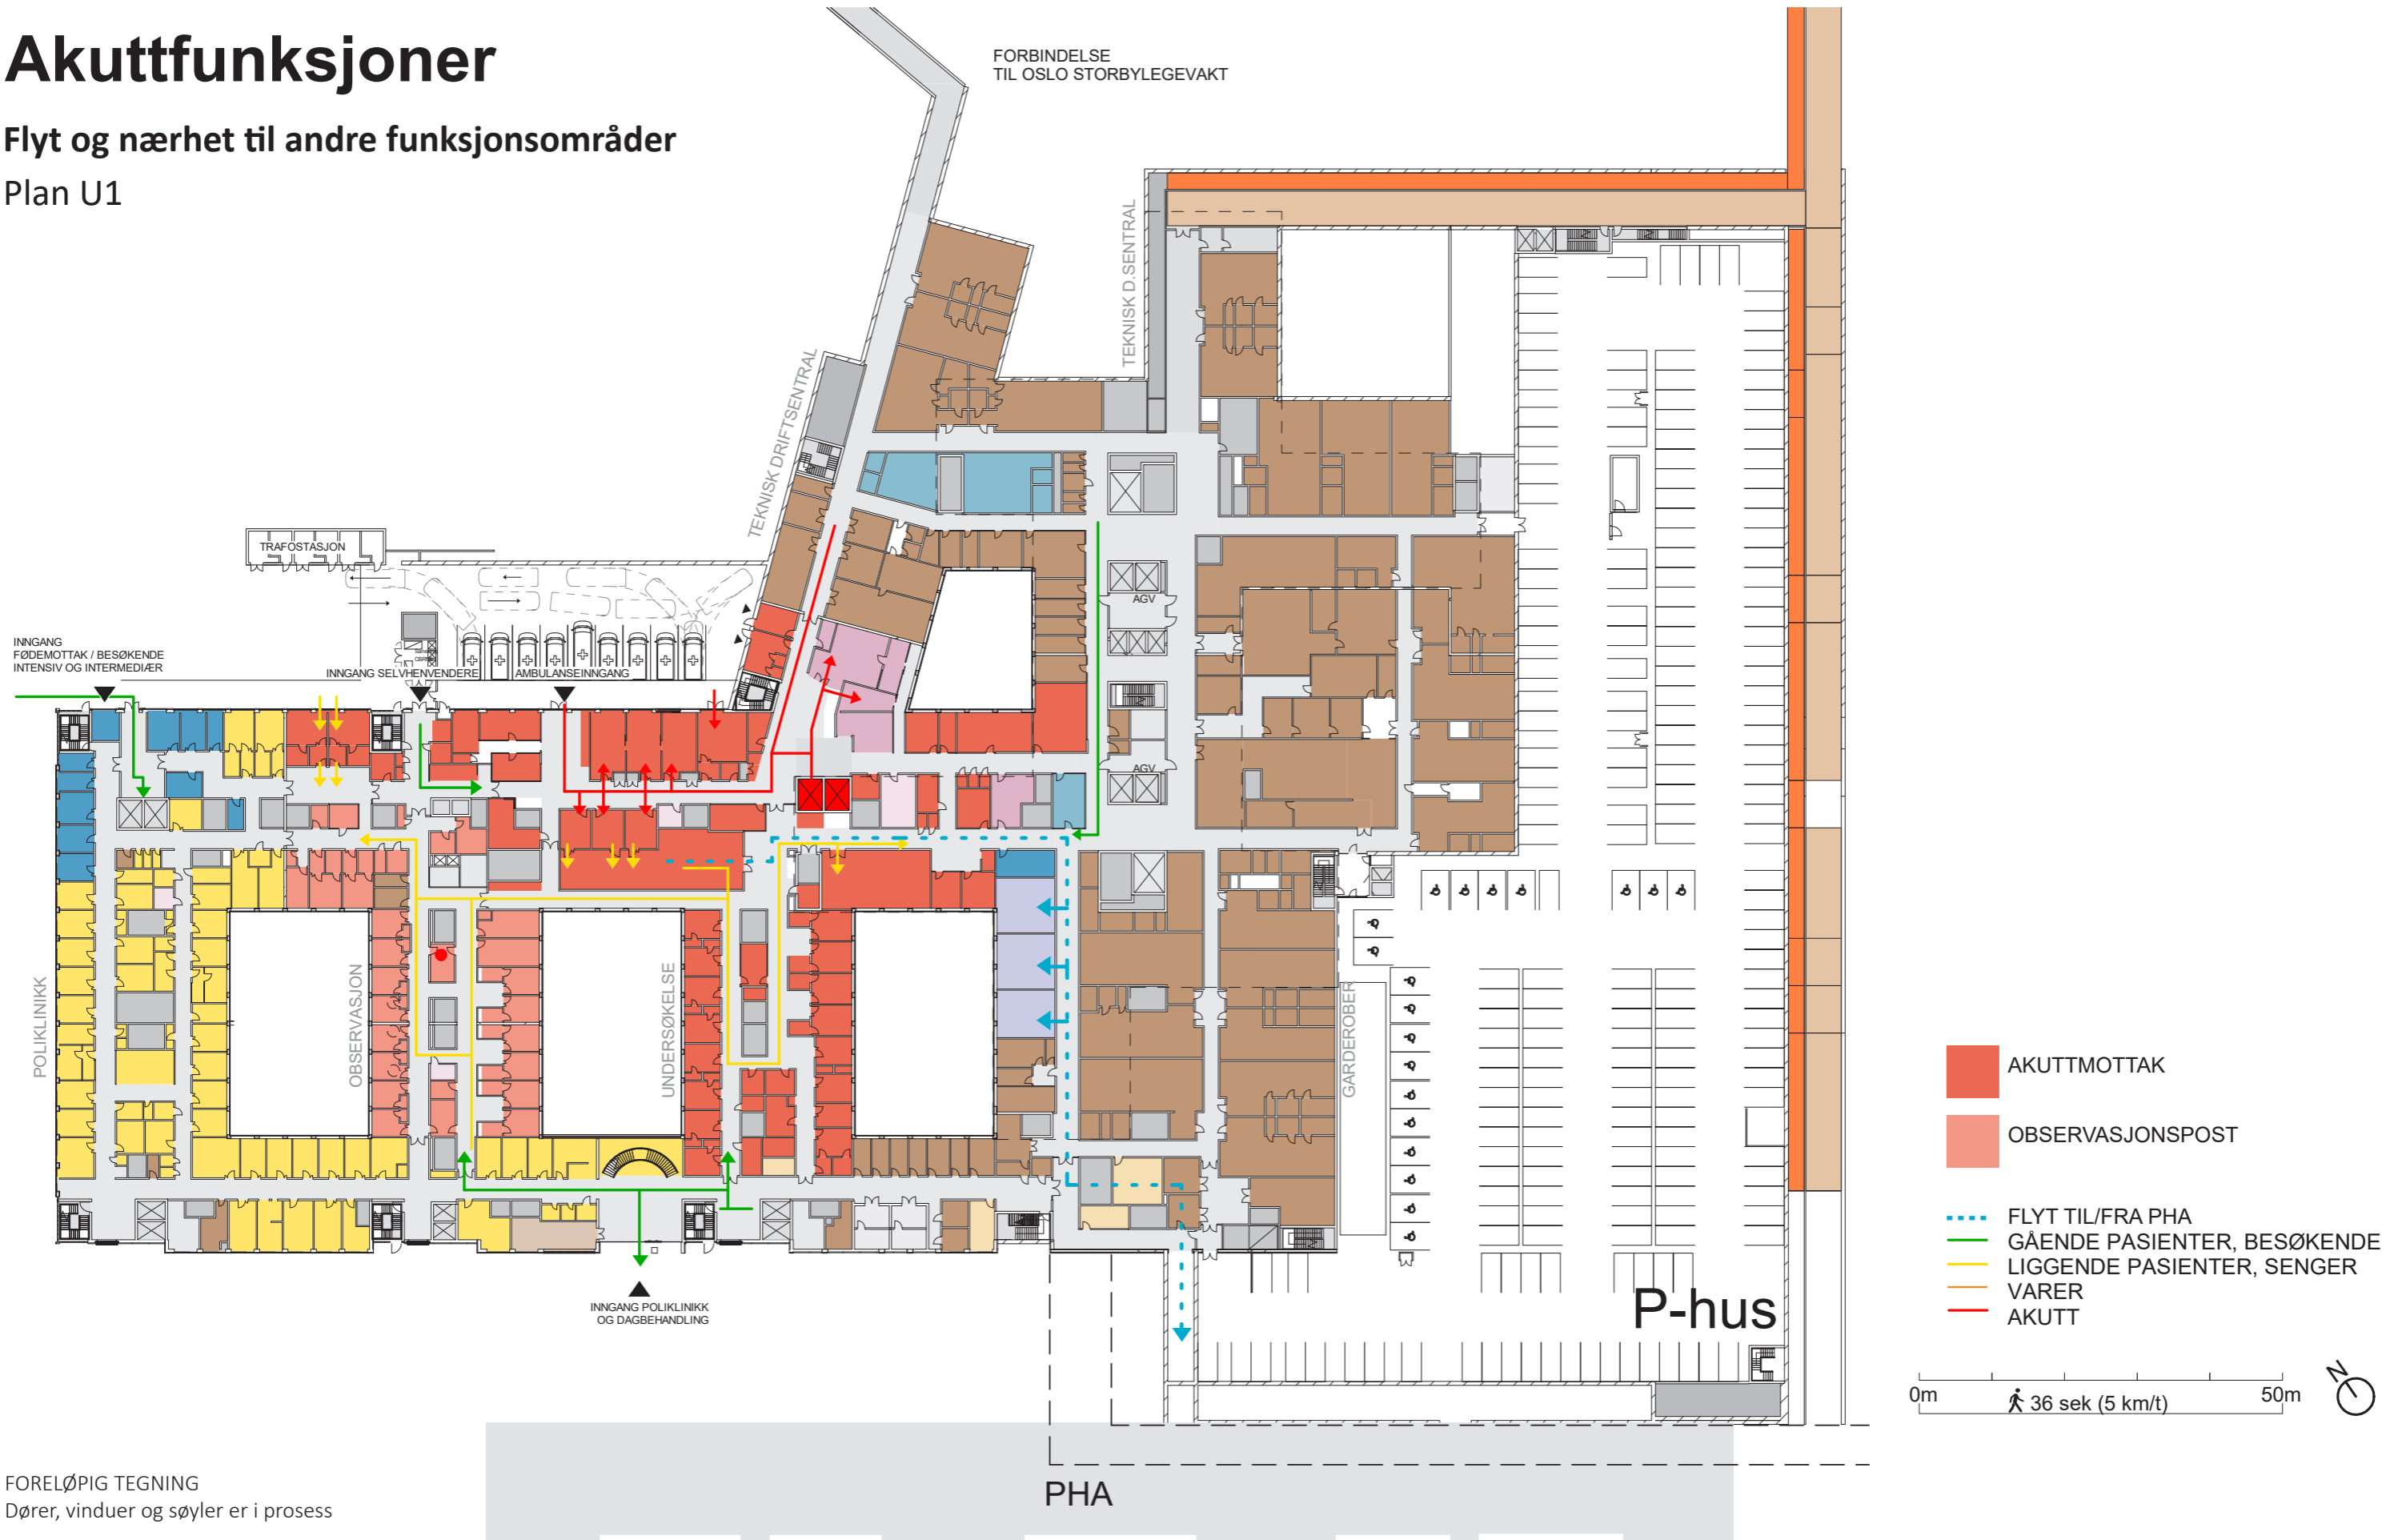 Akuttfunksjoner
Flyt og nærhet til andre funksjonsområder
Plan U1
FORBINDELSE
TIL OSLO STORBYLEGEVAKT
TEKNISK D.SENTRAL
TEKNISK DRIFTSENTRAL
TRAFOSTASJON
INNGANG
FØDEMOTTAK / BESØKENDE
INTENSIV OG INTERMEDIÆR
INNGANG SELVHENVENDERE
AMBULANSEINNGANG
AGV
AGV
POLIKLINIKK
OBSERVASJON
UNDERSØKELSE
GARDEROBER
INNGANG POLIKLINIKK
OG DAGBEHANDLING
P-hus
PHA
AKUTTMOTTAK
OBSERVASJONSPOST
FLYT TIL/FRA PHA
GÅENDE PASIENTER, BESØKENDE
LIGGENDE PASIENTER, SENGER
VARER
AKUTT
0m
36 sek (5 km/t)
50m
N
FORELØPIG TEGNING
Dører, vinduer og søyler er i prosess